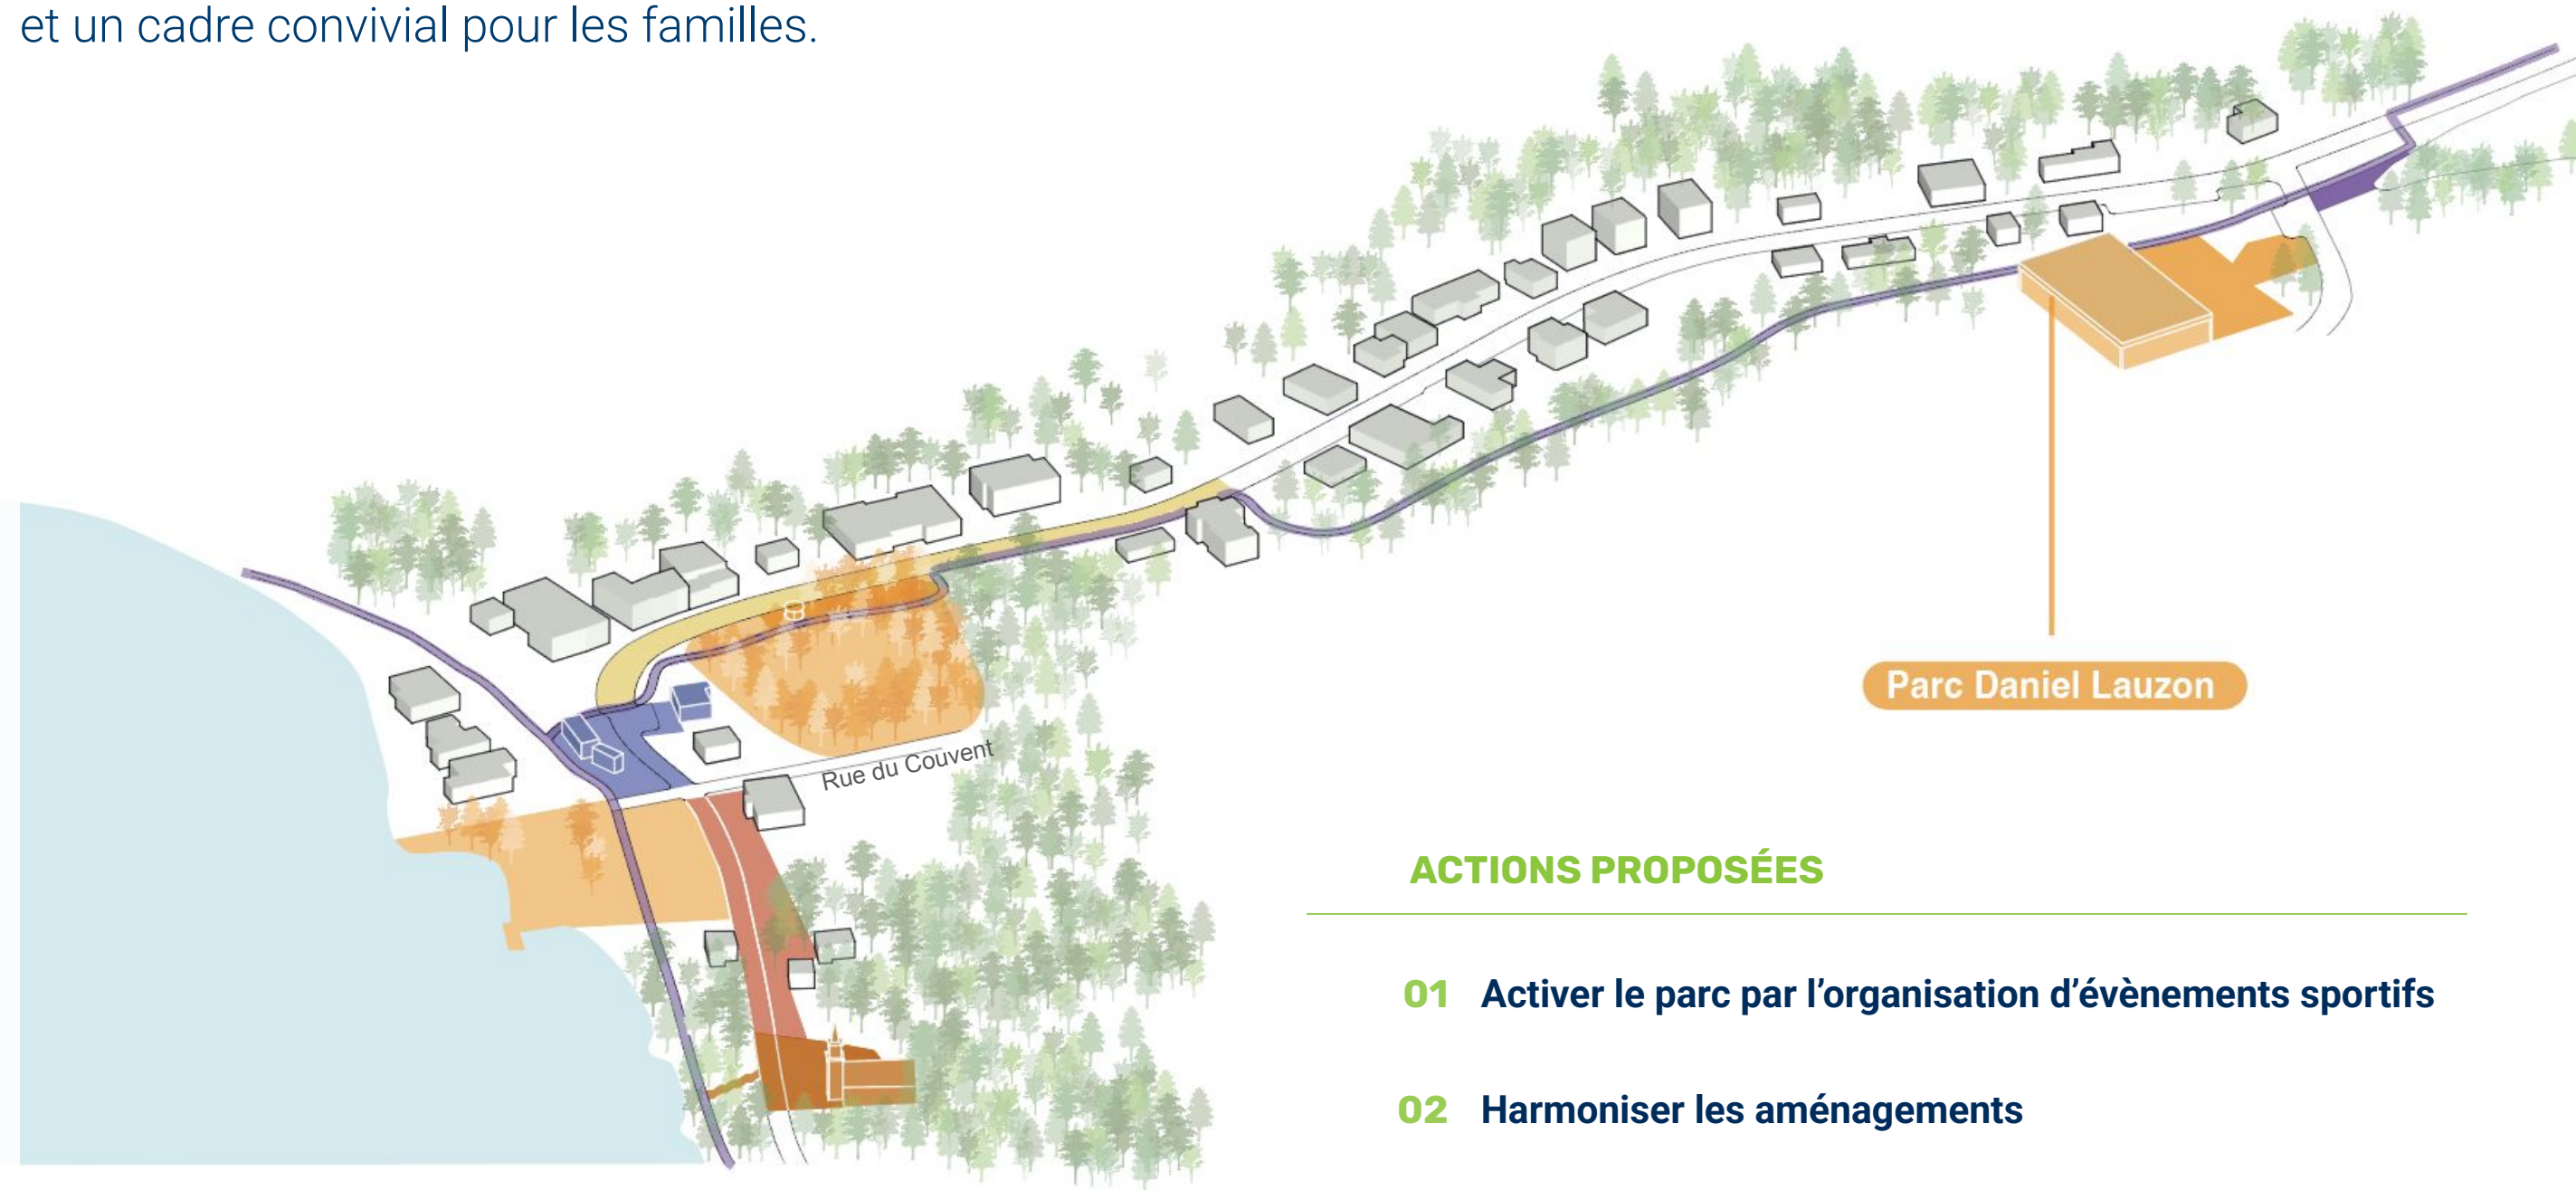 et un cadre convivial pour les familles.
Parc Daniel Lauzon
Rue du Couvent
ACTIONS PROPOSÉES
01 Activer le parc par l’organisation d’évènements sportifs
02 Harmoniser les aménagements